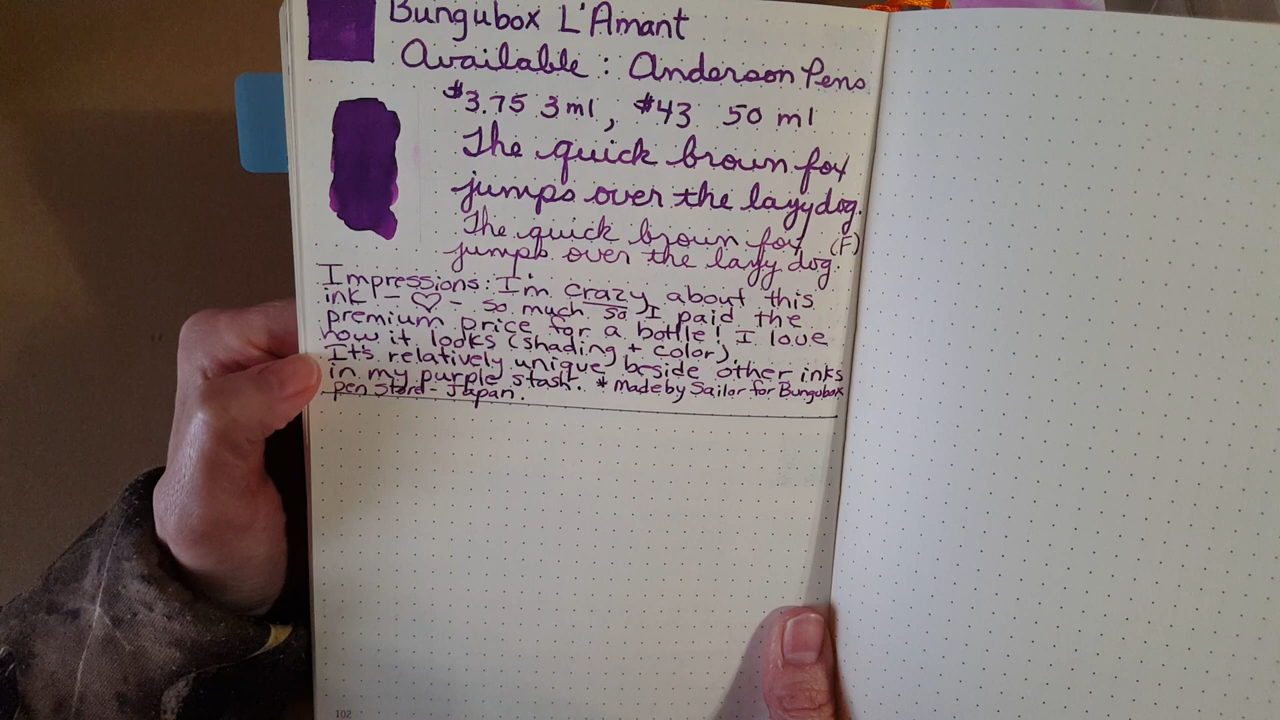 Bungubox L'Amant
Available: Anderson Pens
$3.75 3ml, $43 50 ml
The quick brown fox
jumps over the lazy dog.
The quick brown fox (F)
jumps over the lazy dog.
Impressions: I'm crazy about this
ink - ♡ - so much so I paid the
premium price for a bottle! I love
how it looks (shading + color).
It's relatively unique beside other inks
in my purple stash. * made by Sailor for Bungubox
pen store - Japan.
102